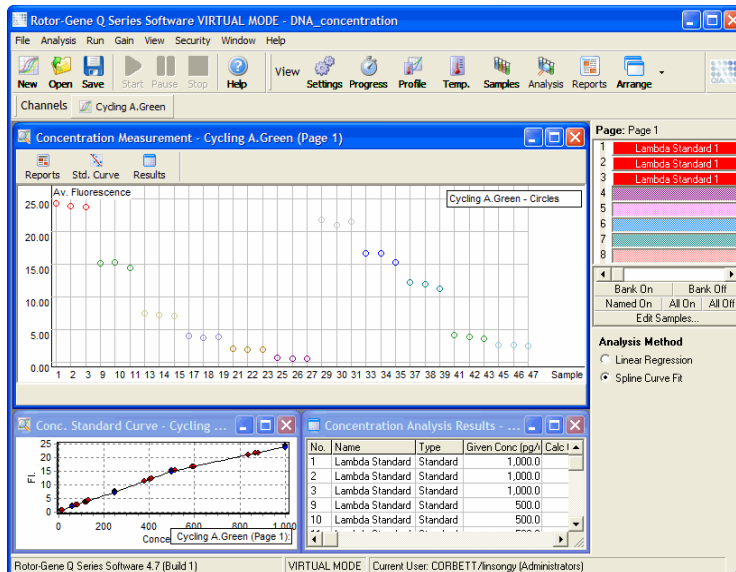 Rotor-Gene Q Series Software VIRTUAL MODE - DNA_concentration
File Analysis Run Gain View Security Window Help
New Open Save Start Pause Stop Help View Settings Progress Profile Temp. Samples Analysis Reports Arrange
Channels Cycling A.Green
Concentration Measurement - Cycling A.Green (Page 1)
Reports Std. Curve Results
Av. Fluorescence
Cycling A.Green - Circles
25.00
20.00
15.00
10.00
5.00
0.00
1 2 3 9 10 11 13 14 15 17 18 19 21 22 23 25 26 27 29 30 31 33 34 35 37 38 39 41 42 43 45 46 47 Sample
Page: Page 1
1 Lambda Standard 1
2 Lambda Standard 1
3 Lambda Standard 1
4
5
6
7
8
Bank On Bank Off
Named On All On All Off
Edit Samples...
Analysis Method
Linear Regression
Spline Curve Fit
Conc. Standard Curve - Cycling ...
25
20
15
10
5
0
Fl.
0 200 400 600 800 1,000
Conce
Cycling A.Green (Page 1):
Concentration Analysis Results - ...
No. Name Type Given Conc (pg/ Calc
1 Lambda Standard Standard 1,000.0
2 Lambda Standard Standard 1,000.0
3 Lambda Standard Standard 1,000.0
9 Lambda Standard Standard 500.0
10 Lambda Standard Standard 500.0
Rotor-Gene Q Series Software 4.7 (Build 1) VIRTUAL MODE Current User: CORBETT/linsongy (Administrators)